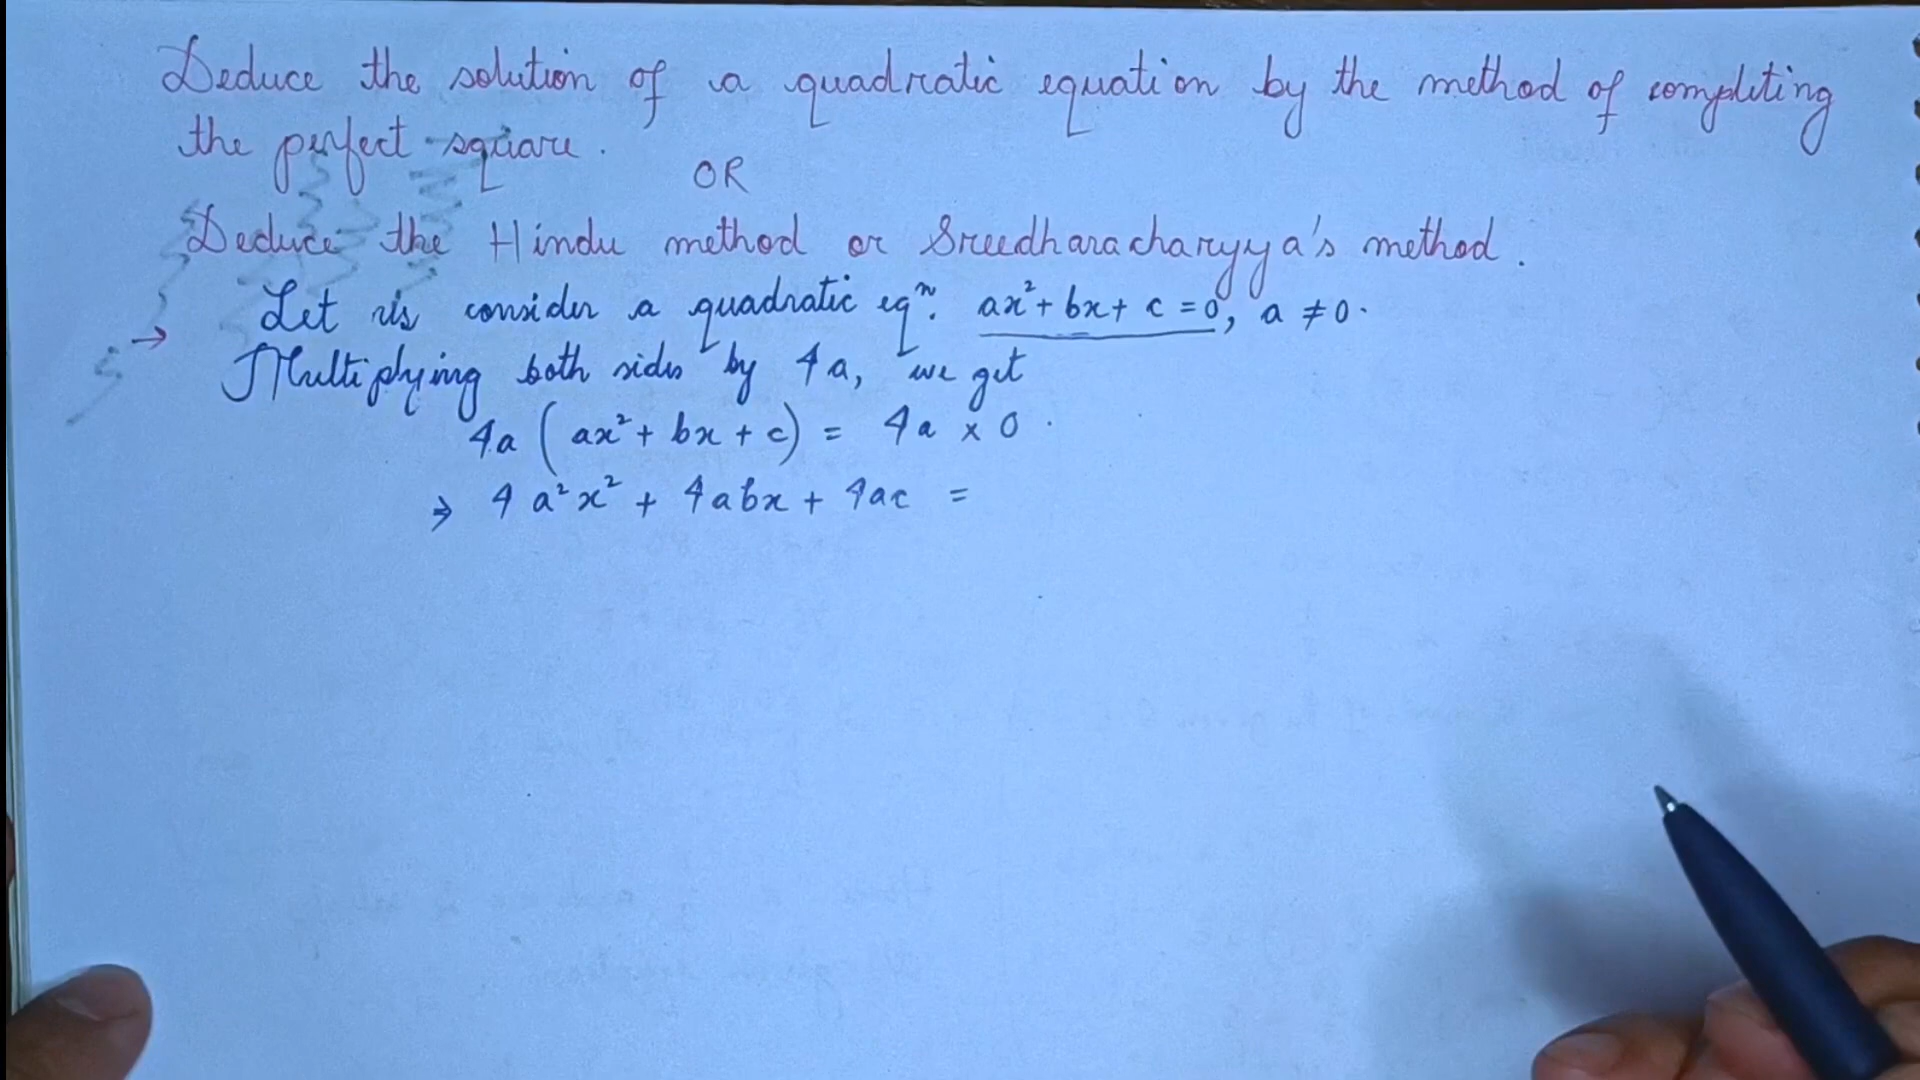 Deduce the solution of a quadratic equation by the method of completing
the perfect square.
OR
Deduce the Hindu method or Sreedharacharyya's method.
→ Let us consider a quadratic eqⁿ. ax² + bx + c = 0, a ≠ 0.
Multiplying both sides by 4a, we get
4a (ax² + bx + c) = 4a × 0.
⇒ 4a²x² + 4abx + 4ac =